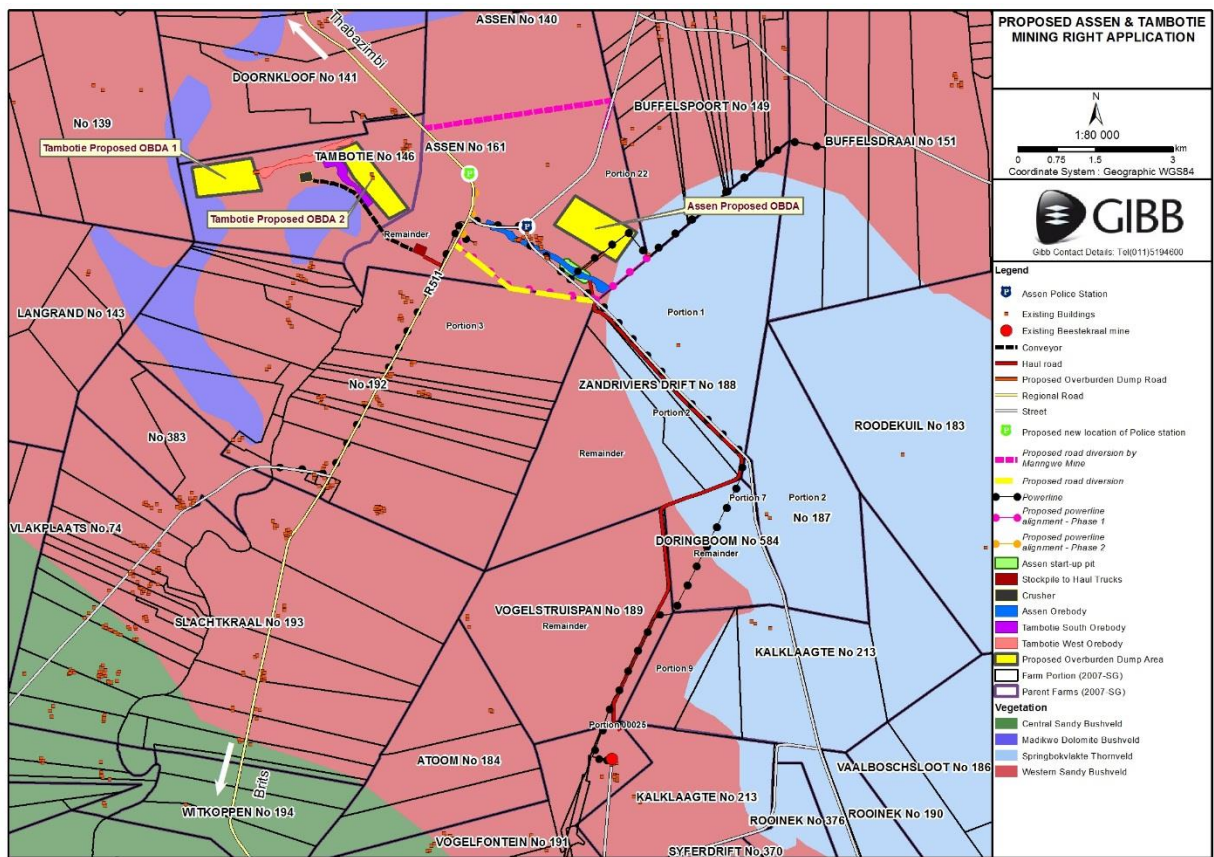 PROPOSED ASSEN & TAMBOTIE
MINING RIGHT APPLICATION
N
1:80 000
km
0 0.75 1.5 3
Coordinate System : Geographic WGS84
GIBB
Gibb Contact Details: Tel(011)5194600
Legend
P Assen Police Station
Existing Buildings
Existing Beestekraal mine
Conveyor
Haul road
Proposed Overburden Dump Road
Regional Road
Street
P Proposed new location of Police station
Proposed road diversion by
Manngwe Mine
Proposed road diversion
Powerline
Proposed powerline
alignment - Phase 1
Proposed powerline
alignment - Phase 2
Assen start-up pit
Stockpile to Haul Trucks
Crusher
Assen Orebody
Tambotie South Orebody
Tambotie West Orebody
Proposed Overburden Dump Area
Farm Portion (2007-SG)
Parent Farms (2007-SG)
Vegetation
Central Sandy Bushveld
Madikwe Dolomite Bushveld
Springbokvlakte Thornveld
Western Sandy Bushveld
ASSEN No 140
Thabazimbi
DOORNKLOOF No 141
BUFFELSPOORT No 149
No 139
BUFFELSDRAAI No 151
Tambotie Proposed OBDA 1
TAMBOTIE No 146
ASSEN No 161
P
Portion 22
Tambotie Proposed OBDA 2
Assen Proposed OBDA
P
Remainder
R511
LANGRAND No 143
Portion 3
Portion 1
No 192
ZANDRIVIERS DRIFT No 188
Portion 2
ROODEKUIL No 183
No 383
Remainder
Portion 7
Portion 2
No 187
VLAKPLAATS No 74
DORINGBOOM No 584
Remainder
VOGELSTRUISPAN No 189
Remainder
SLACHTKRAAL No 193
KALKLAAGTE No 213
Portion 9
Portion 00025
ATOOM No 184
VAALBOSCHSLOOT No 186
Brits
KALKLAAGTE No 213
WITKOPPEN No 194
ROOINEK No 376
ROOINEK No 190
VOGELFONTEIN No 191
SYFERDRIFT No 370